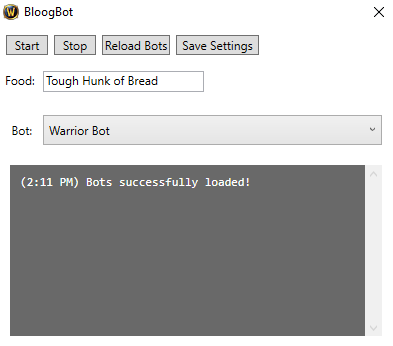 BloogBot
Start Stop Reload Bots Save Settings
Food: Tough Hunk of Bread
Bot: Warrior Bot
(2:11 PM) Bots successfully loaded!